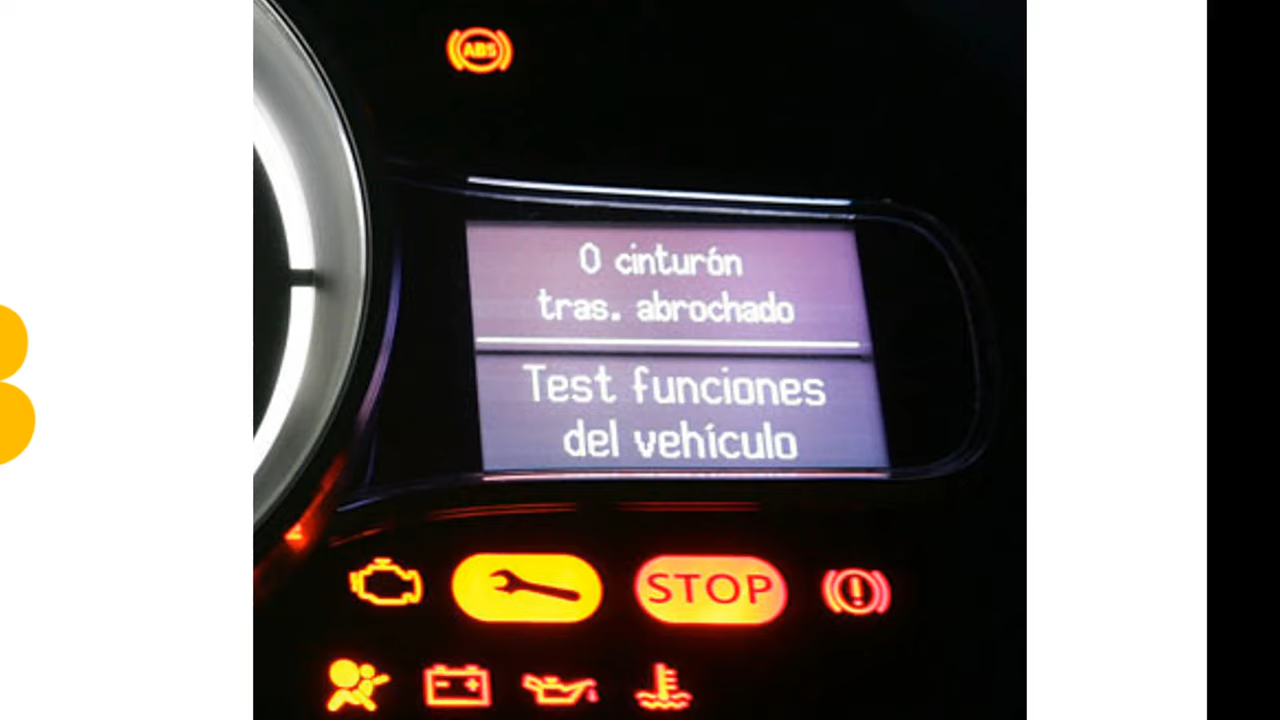 ABS
0 cinturón
tras. abrochado
Test funciones
del vehículo
STOP